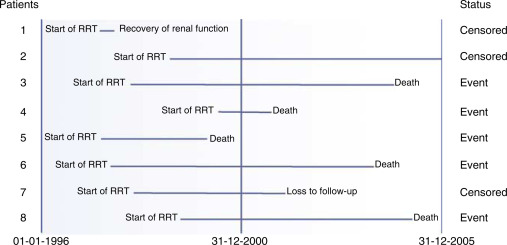 Patients Status
1 Start of RRT Recovery of renal function Censored
2 Start of RRT Censored
3 Start of RRT Death Event
4 Start of RRT Death Event
5 Start of RRT Death Event
6 Start of RRT Death Event
7 Start of RRT Loss to follow-up Censored
8 Start of RRT Death Event
01-01-1996 31-12-2000 31-12-2005